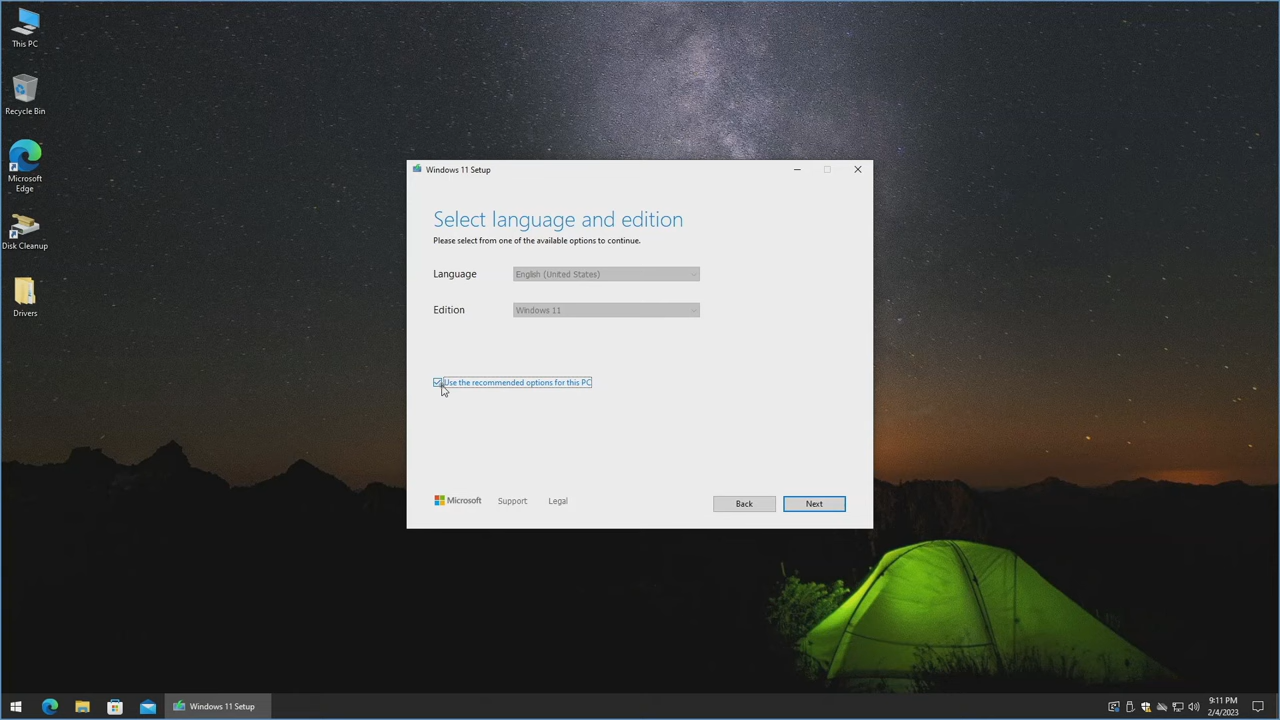 This PC
Recycle Bin
Microsoft
Edge
Disk Cleanup
Drivers
Windows 11 Setup
Select language and edition
Please select from one of the available options to continue.
Language
English (United States)
Edition
Windows 11
Use the recommended options for this PC
Microsoft
Support
Legal
Back
Next
Windows 11 Setup
9:11 PM
2/4/2023